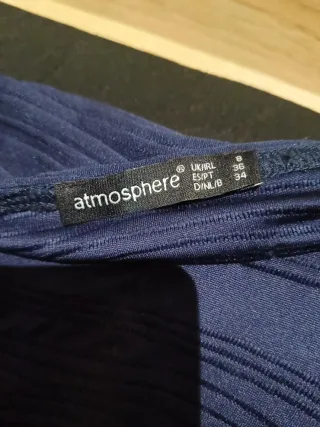 atmosphere®
UK/IRL 8
ES/PT 36
D/NL/B 34